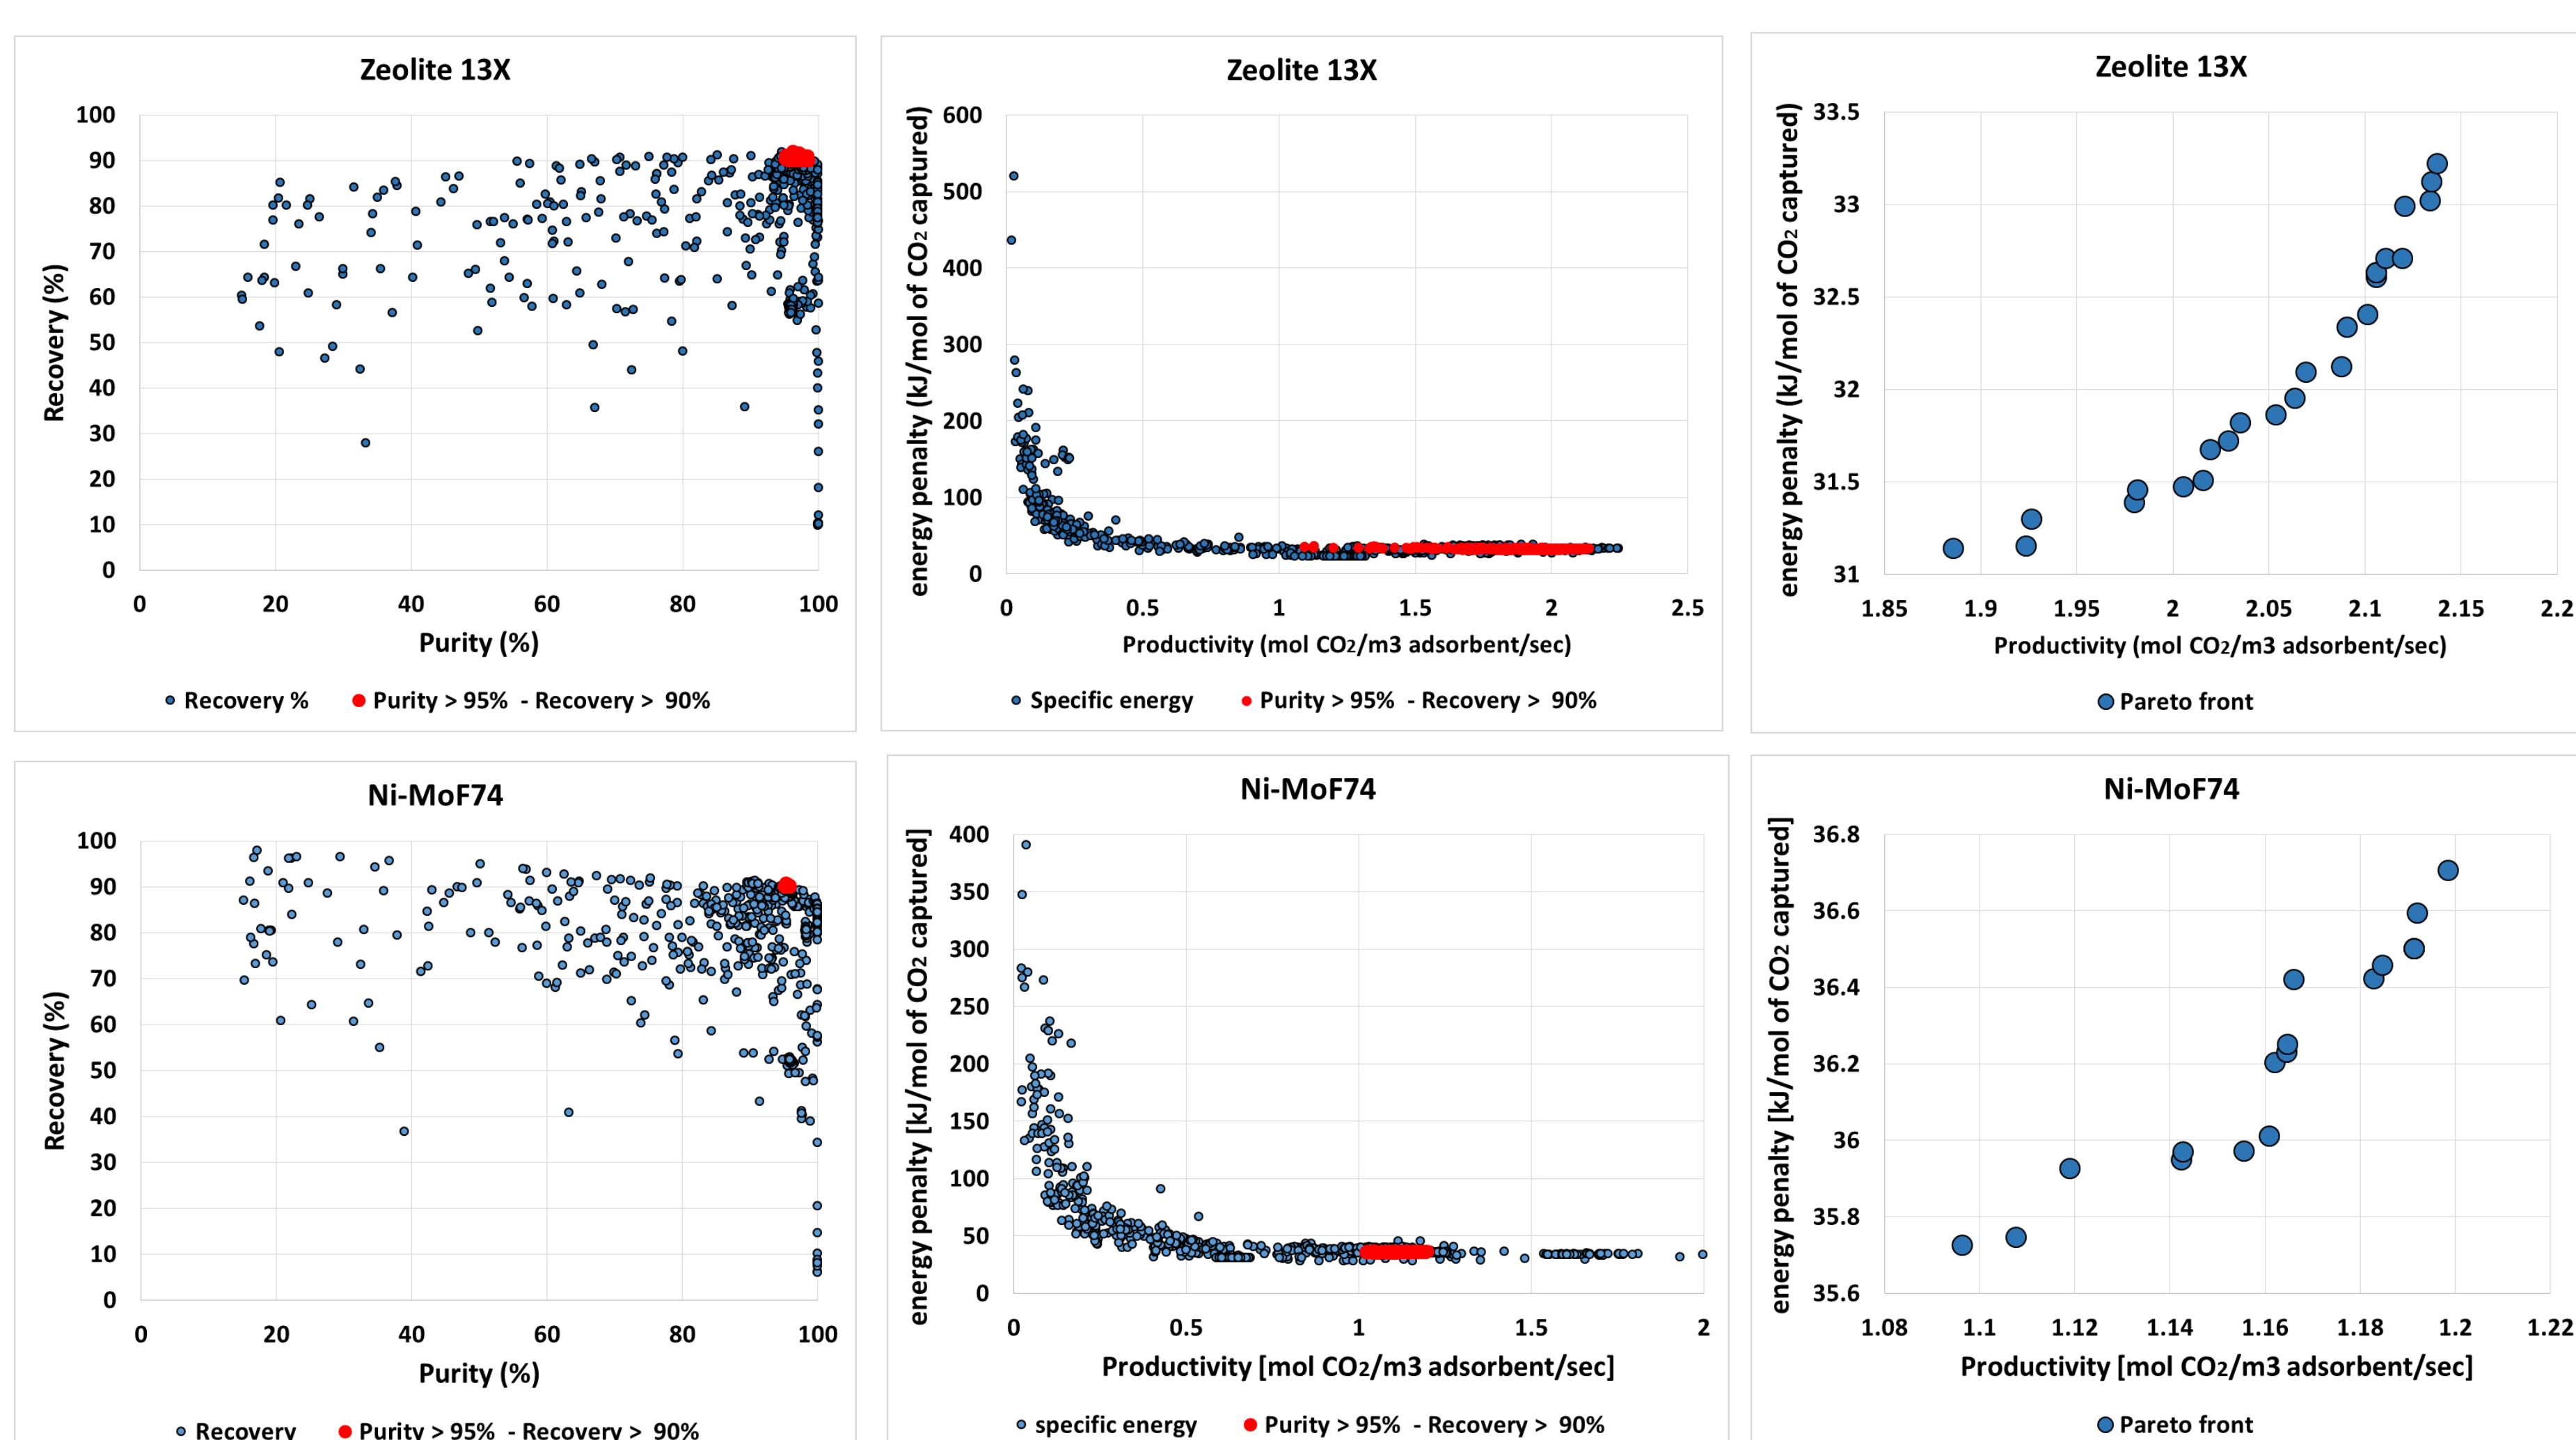 Zeolite 13X
Recovery (%)
100
90
80
70
60
50
40
30
20
10
0
0 20 40 60 80 100
Purity (%)
Recovery % Purity > 95% - Recovery > 90%
Zeolite 13X
energy penalty (kJ/mol of CO2 captured)
600
500
400
300
200
100
0
0 0.5 1 1.5 2 2.5
Productivity (mol CO2/m3 adsorbent/sec)
Specific energy Purity > 95% - Recovery > 90%
Zeolite 13X
energy penalty (kJ/mol of CO2 captured)
33.5
33
32.5
32
31.5
31
1.85 1.9 1.95 2 2.05 2.1 2.15 2.2
Productivity (mol CO2/m3 adsorbent/sec)
Pareto front
Ni-MoF74
Recovery (%)
100
90
80
70
60
50
40
30
20
10
0
0 20 40 60 80 100
Purity (%)
Recovery Purity > 95% - Recovery > 90%
Ni-MoF74
energy penalty [kJ/mol of CO2 captured]
400
350
300
250
200
150
100
50
0
0 0.5 1 1.5 2
Productivity [mol CO2/m3 adsorbent/sec]
specific energy Purity > 95% - Recovery > 90%
Ni-MoF74
energy penalty [kJ/mol of CO2 captured)
36.8
36.6
36.4
36.2
36
35.8
35.6
1.08 1.1 1.12 1.14 1.16 1.18 1.2 1.22
Productivity [mol CO2/m3 adsorbent/sec]
Pareto front